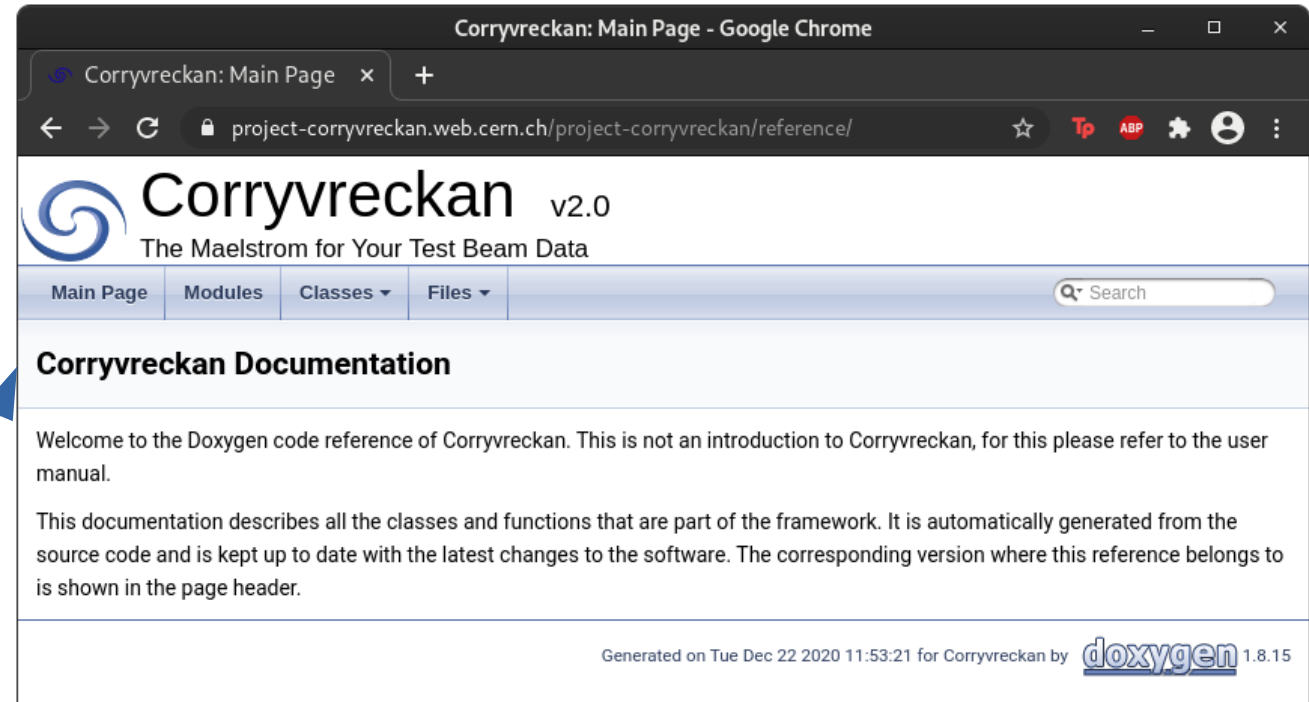 Corryvreckan: Main Page - Google Chrome
Corryvreckan: Main Page
project-corryvreckan.web.cern.ch/project-corryvreckan/reference/
Tp ABP
Corryvreckan v2.0
The Maelstrom for Your Test Beam Data
Main Page Modules Classes Files Search
Corryvreckan Documentation
Welcome to the Doxygen code reference of Corryvreckan. This is not an introduction to Corryvreckan, for this please refer to the user
manual.
This documentation describes all the classes and functions that are part of the framework. It is automatically generated from the
source code and is kept up to date with the latest changes to the software. The corresponding version where this reference belongs to
is shown in the page header.
Generated on Tue Dec 22 2020 11:53:21 for Corryvreckan by doxygen 1.8.15